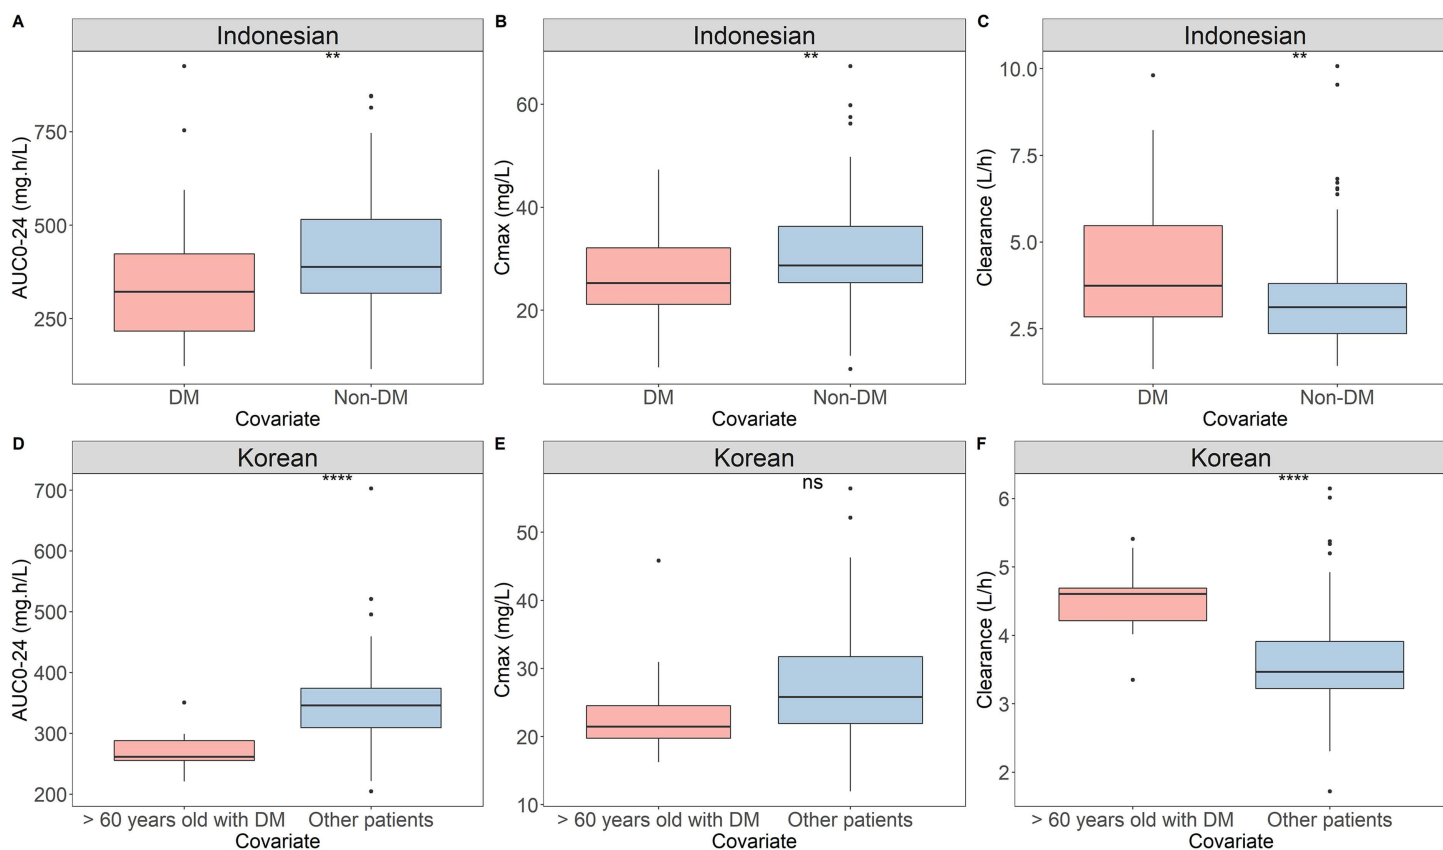 A
Indonesian
**
AUC0-24 (mg.h/L)
750
500
250
DM
Non-DM
Covariate
B
Indonesian
**
Cmax (mg/L)
60
40
20
DM
Non-DM
Covariate
C
Indonesian
**
Clearance (L/h)
10.0
7.5
5.0
2.5
DM
Non-DM
Covariate
D
Korean
****
AUC0-24 (mg.h/L)
700
600
500
400
300
200
> 60 years old with DM
Other patients
Covariate
E
Korean
ns
Cmax (mg/L)
50
40
30
20
10
> 60 years old with DM
Other patients
Covariate
F
Korean
****
Clearance (L/h)
6
5
4
3
2
> 60 years old with DM
Other patients
Covariate